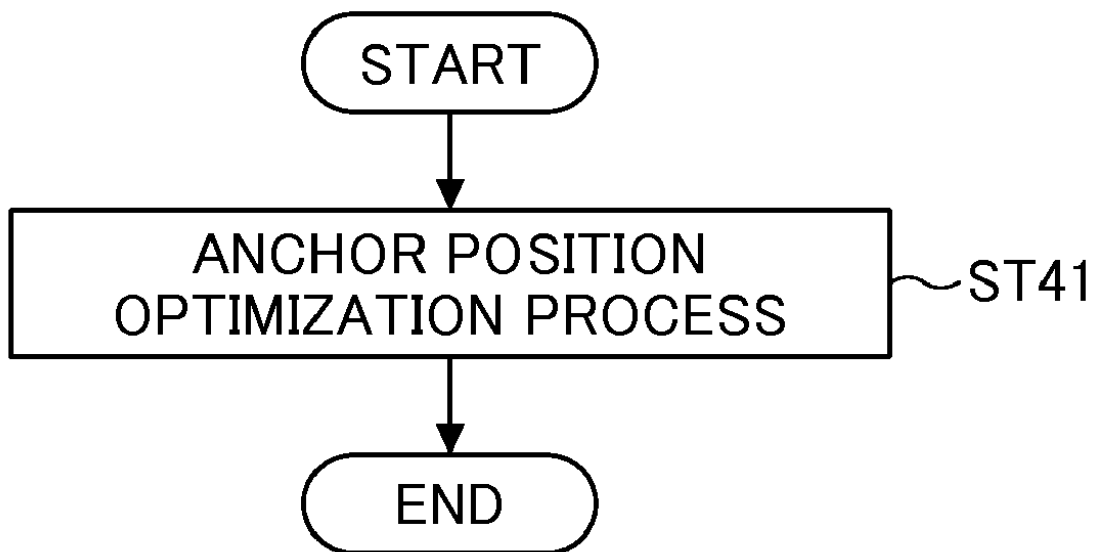 START
ANCHOR POSITION
OPTIMIZATION PROCESS
ST41
END